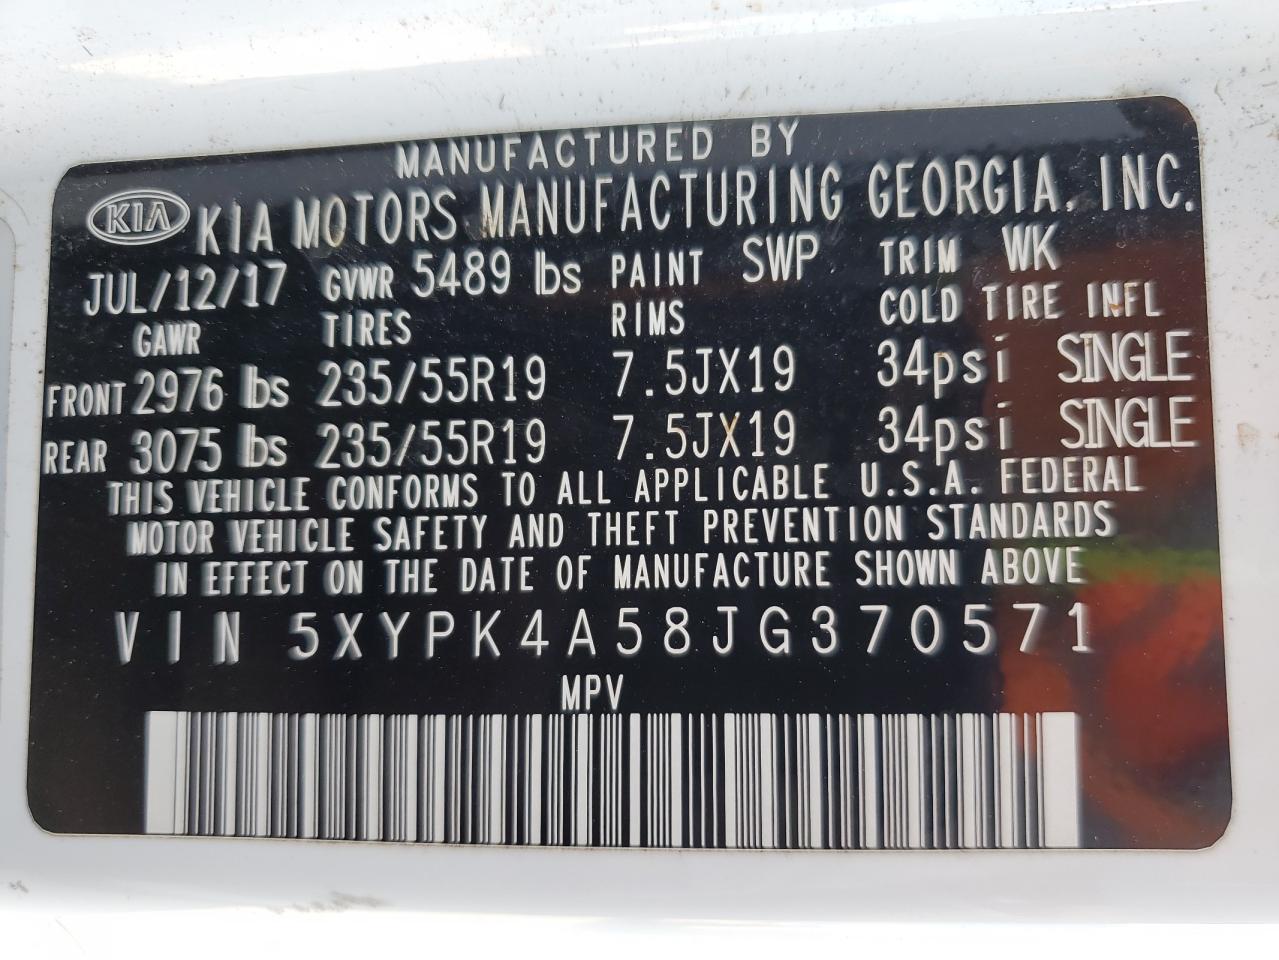 MANUFACTURED BY
KIA KIA MOTORS MANUFACTURING GEORGIA, INC.
JUL/12/17 GVWR 5489 lbs PAINT SWP TRIM WK
GAWR TIRES RIMS COLD TIRE INFL
FRONT 2976 lbs 235/55R19 7.5JX19 34psi SINGLE
REAR 3075 lbs 235/55R19 7.5JX19 34psi SINGLE
THIS VEHICLE CONFORMS TO ALL APPLICABLE U.S.A. FEDERAL
MOTOR VEHICLE SAFETY AND THEFT PREVENTION STANDARDS
IN EFFECT ON THE DATE OF MANUFACTURE SHOWN ABOVE
VIN 5XYPK4A58JG370571
MPV